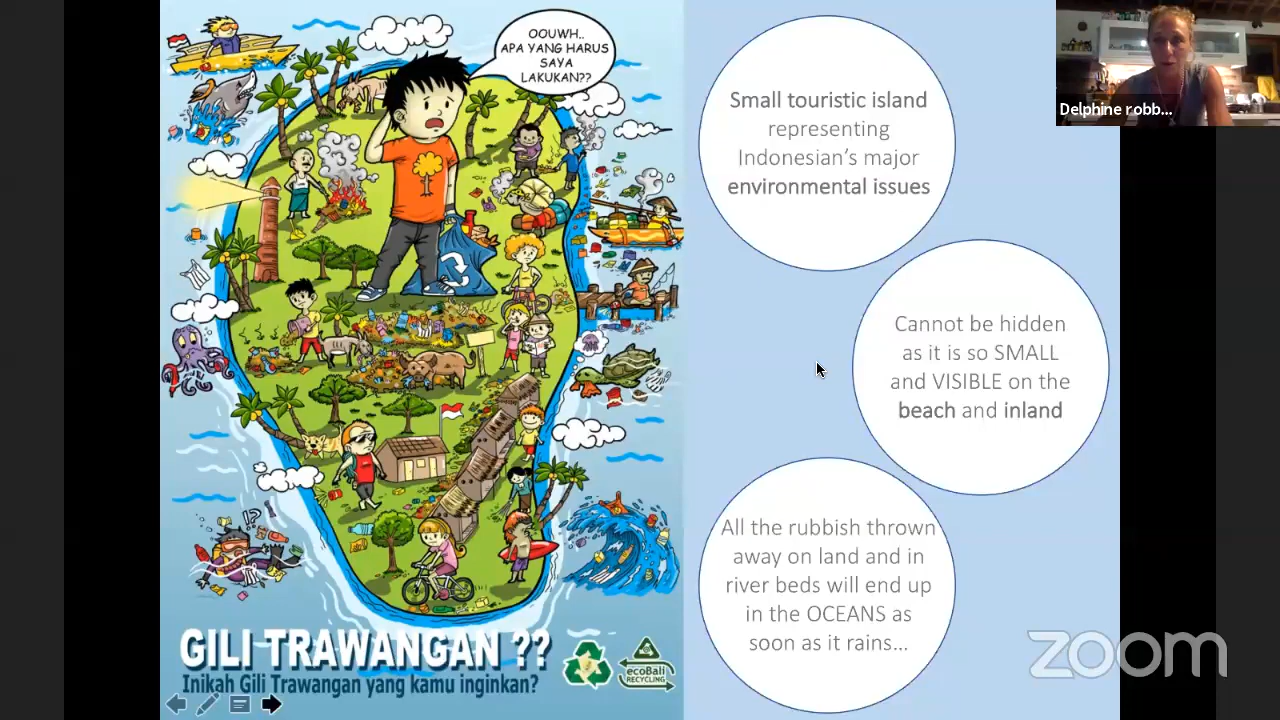 OOUWH..
APA YANG HARUS
SAYA
LAKUKAN??
Small touristic island
representing
Indonesian's major
environmental issues
Cannot be hidden
as it is so SMALL
and VISIBLE on the
beach and inland
All the rubbish thrown
away on land and in
river beds will end up
in the OCEANS as
soon as it rains...
GILI TRAWANGAN ??
Inikah Gili Trawangan yang kamu inginkan?
ecoBali
RECYCLING
!?
Delphine robb...
zoom